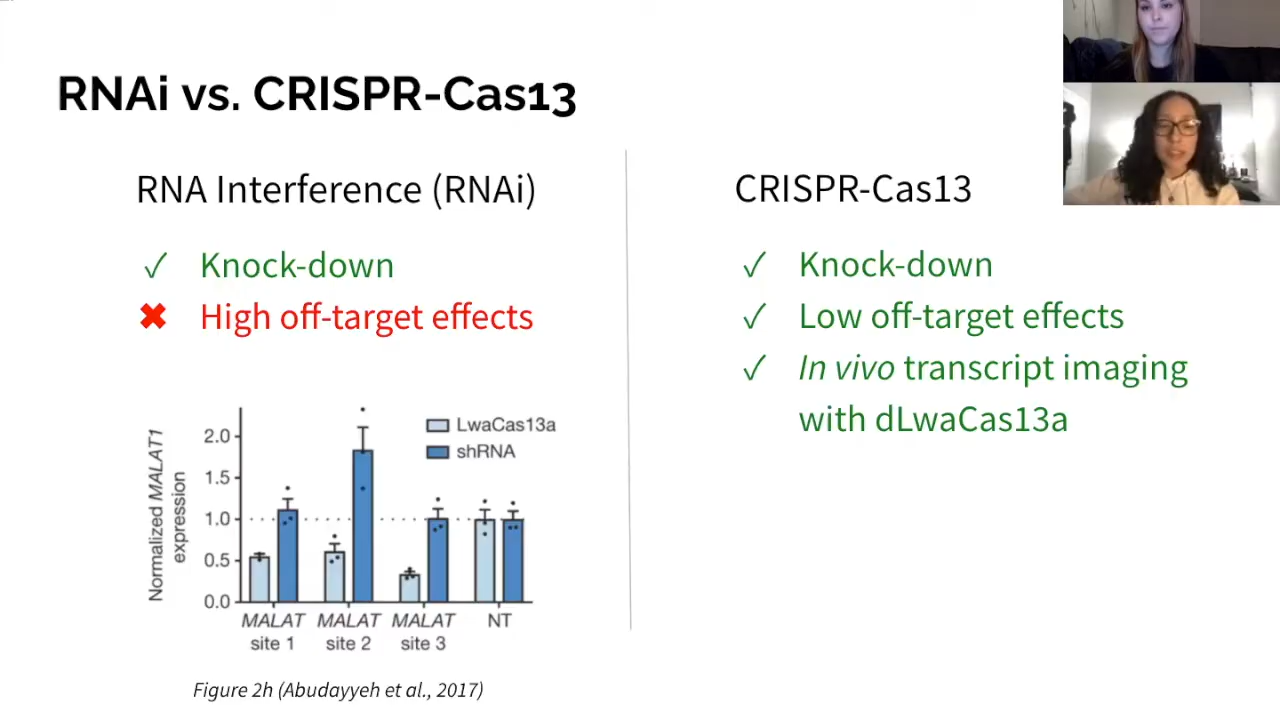 RNAi vs. CRISPR-Cas13
RNA Interference (RNAi)
✓ Knock-down
✖ High off-target effects
Normalized MALAT1
expression
2.0
1.5
1.0
0.5
0.0
LwaCas13a
shRNA
MALAT MALAT MALAT NT
site 1 site 2 site 3
Figure 2h (Abudayyeh et al., 2017)
CRISPR-Cas13
✓ Knock-down
✓ Low off-target effects
✓ In vivo transcript imaging
with dLwaCas13a